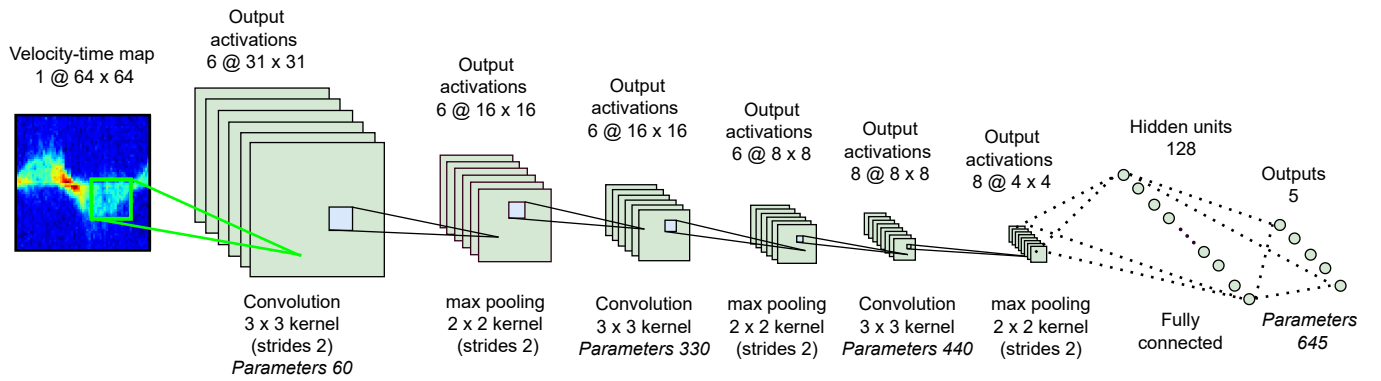 Velocity-time map
1 @ 64 x 64
Output
activations
6 @ 31 x 31
Output
activations
6 @ 16 x 16
Output
activations
6 @ 16 x 16
Output
activations
6 @ 8 x 8
Output
activations
8 @ 8 x 8
Output
activations
8 @ 4 x 4
Hidden units
128
Outputs
5
Convolution
3 x 3 kernel
(strides 2)
Parameters 60
max pooling
2 x 2 kernel
(strides 2)
Convolution
3 x 3 kernel
Parameters 330
max pooling
2 x 2 kernel
(strides 2)
Convolution
3 x 3 kernel
Parameters 440
max pooling
2 x 2 kernel
(strides 2)
Fully
connected
Parameters
645